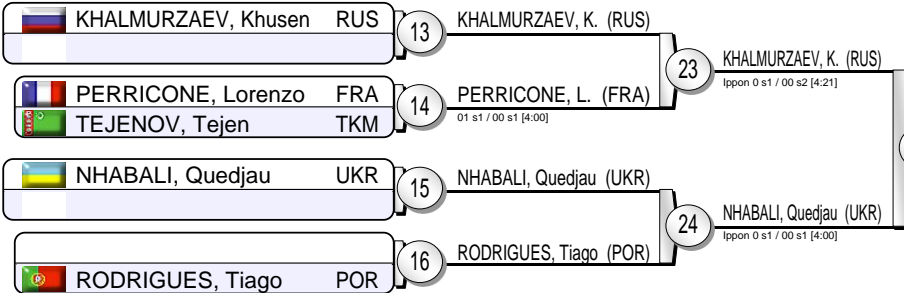 KHALMURZAEV, Khusen RUS
13
KHALMURZAEV, K. (RUS)
23
KHALMURZAEV, K. (RUS)
Ippon 0 s1 / 00 s2 [4:21]
PERRICONE, Lorenzo FRA
TEJENOV, Tejen TKM
14
PERRICONE, L. (FRA)
01 s1 / 00 s1 [4:00]
NHABALI, Quedjau UKR
15
NHABALI, Quedjau (UKR)
24
NHABALI, Quedjau (UKR)
Ippon 0 s1 / 00 s1 [4:00]
RODRIGUES, Tiago POR
16
RODRIGUES, Tiago (POR)